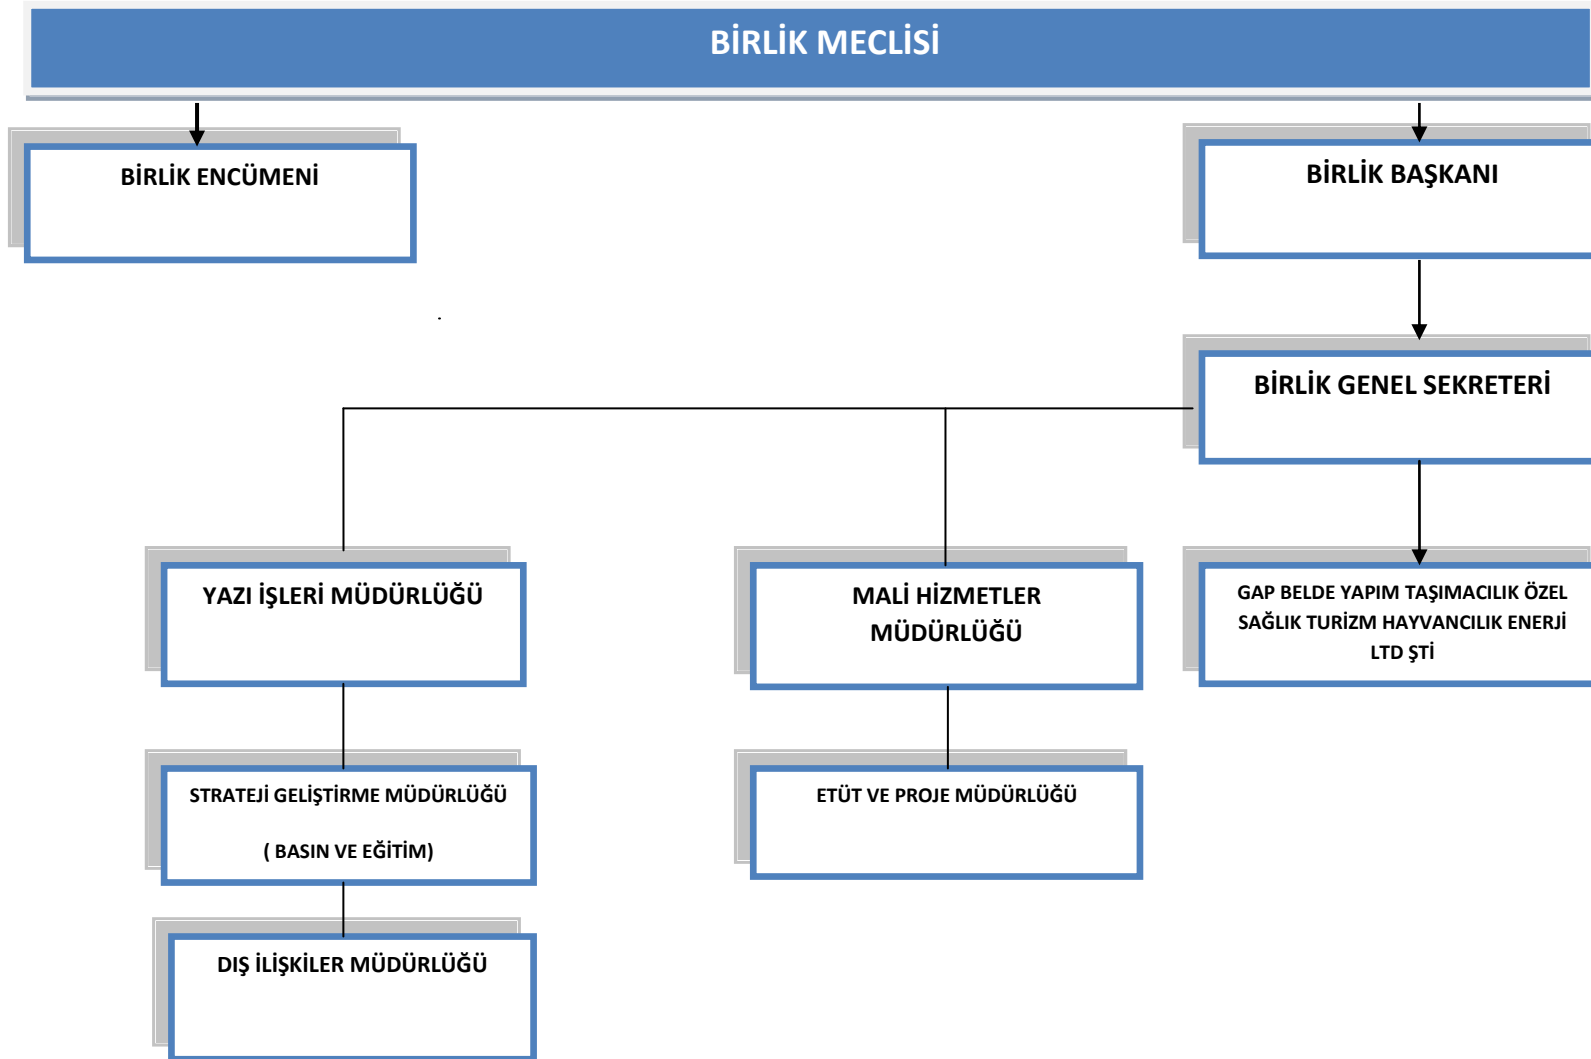 BİRLİK MECLİSİ
BİRLİK ENCÜMENİ
BİRLİK BAŞKANI
.
BİRLİK GENEL SEKRETERİ
YAZI İŞLERİ MÜDÜRLÜĞÜ
MALİ HİZMETLER
MÜDÜRLÜĞÜ
GAP BELDE YAPIM TAŞIMACILIK ÖZEL
SAĞLIK TURİZM HAYVANCILIK ENERJİ
LTD ŞTİ
STRATEJİ GELİŞTİRME MÜDÜRLÜĞÜ
( BASIN VE EĞİTİM)
ETÜT VE PROJE MÜDÜRLÜĞÜ
DIŞ İLİŞKİLER MÜDÜRLÜĞÜ